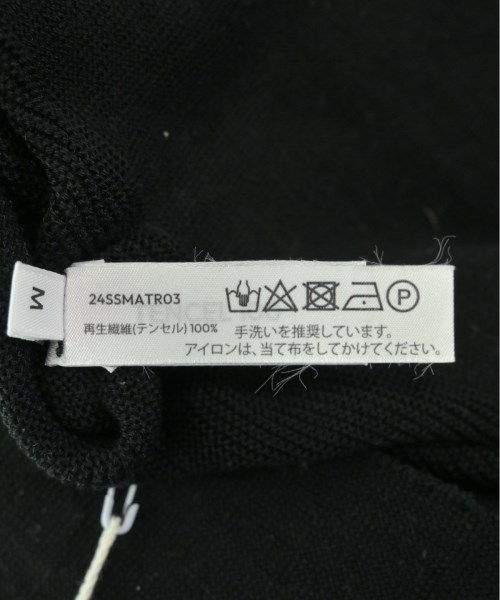 M
24SSMATR03
再生繊維(テンセル)100%
手洗いを推奨しています。
アイロンは、当て布をしてかけてください。
P
TENCEL